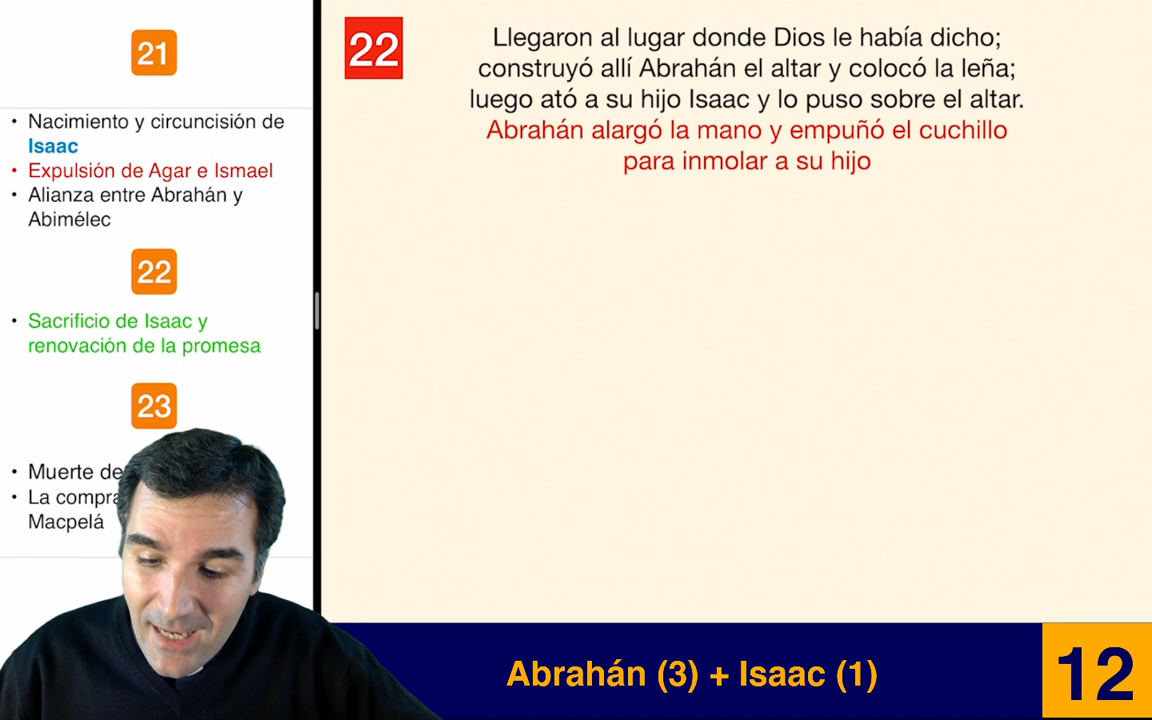 21
Nacimiento y circuncisión de
Isaac
Expulsión de Agar e Ismael
Alianza entre Abrahán y
Abimélec
22
Sacrificio de Isaac y
renovación de la promesa
23
Muerte de
La compra
Macpelá
22
Llegaron al lugar donde Dios le había dicho;
construyó allí Abrahán el altar y colocó la leña;
luego ató a su hijo Isaac y lo puso sobre el altar.
Abrahán alargó la mano y empuñó el cuchillo
para inmolar a su hijo
Abrahán (3) + Isaac (1)
12